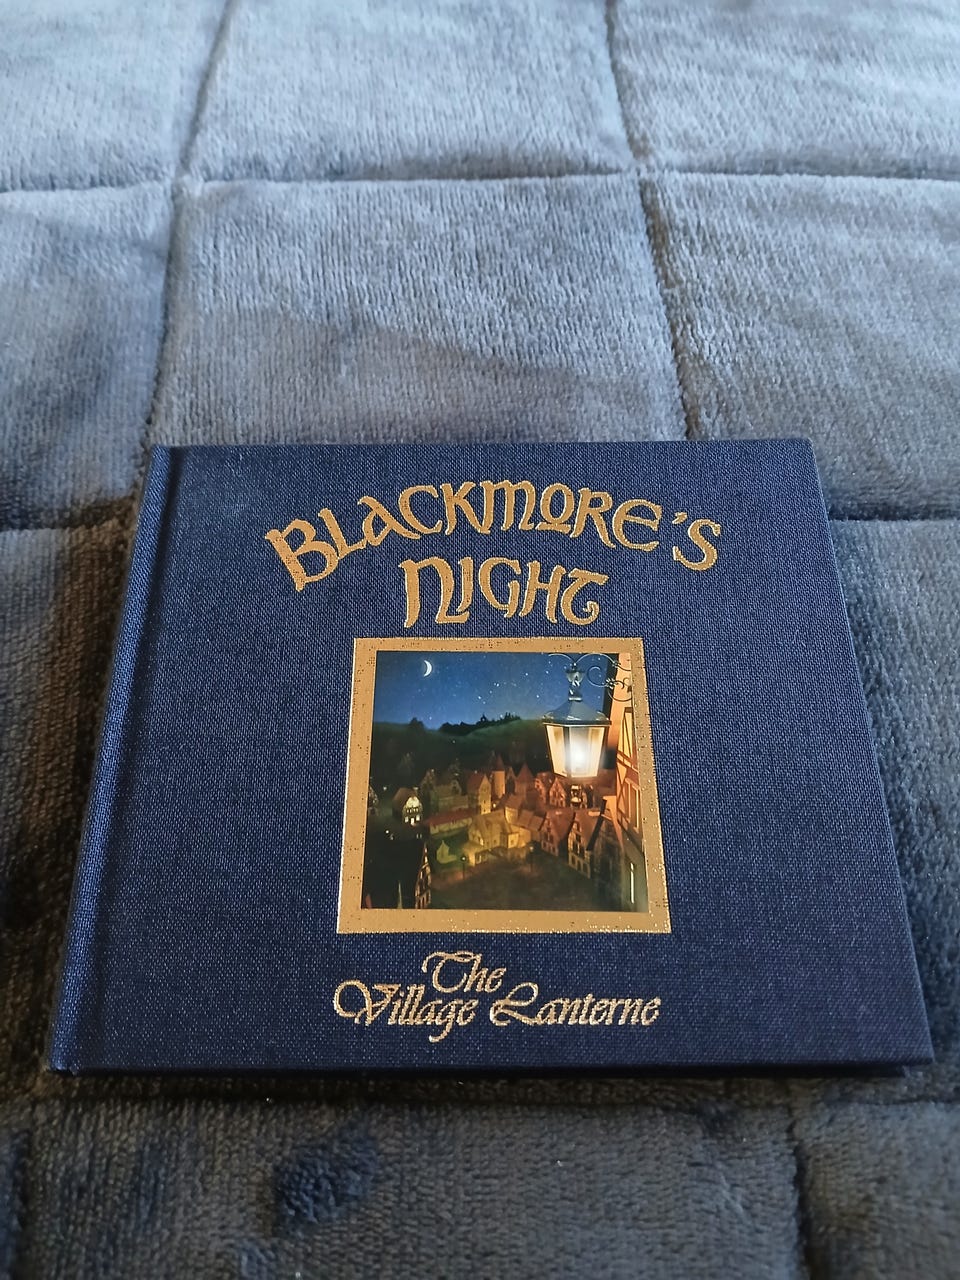 BLACKMORE'S
NIGHT
The
Village Lanterne